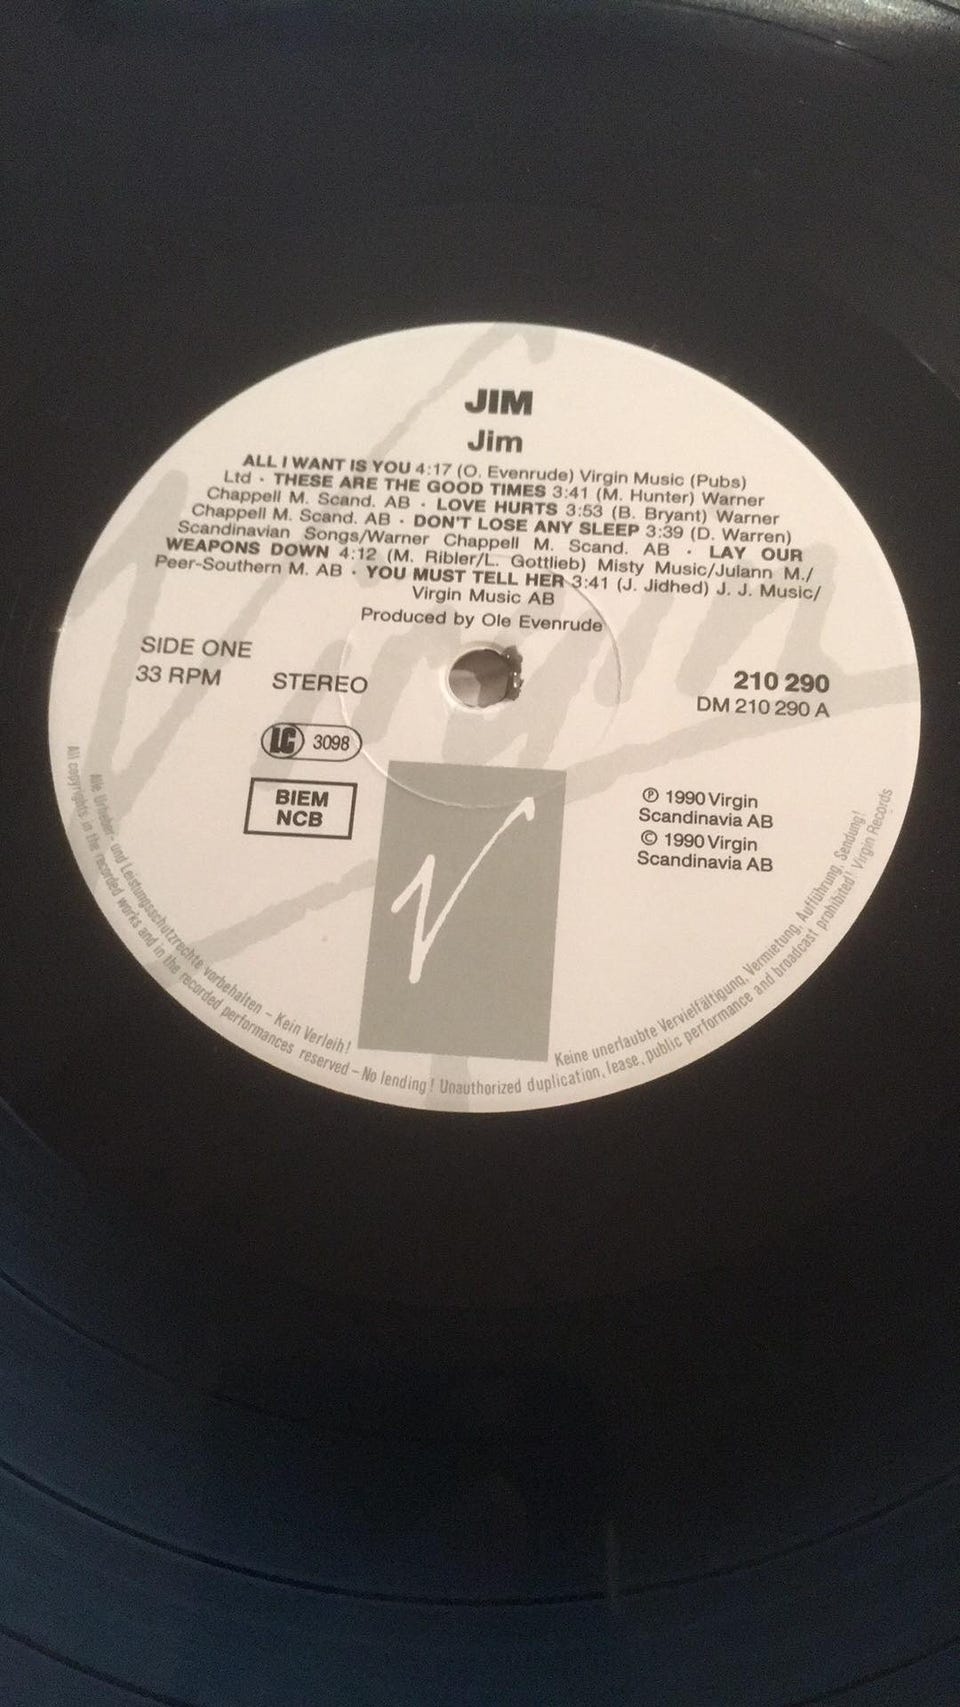 JIM
Jim
ALL I WANT IS YOU 4:17 (O. Evenrude) Virgin Music (Pubs)
Ltd · THESE ARE THE GOOD TIMES 3:41 (M. Hunter) Warner
Chappell M. Scand. AB · LOVE HURTS 3:53 (B. Bryant) Warner
Chappell M. Scand. AB · DON'T LOSE ANY SLEEP 3:39 (D. Warren)
Scandinavian Songs/Warner Chappell M. Scand. AB · LAY OUR
WEAPONS DOWN 4:12 (M. Ribler/L. Gottlieb) Misty Music/Julann M./
Peer-Southern M. AB · YOU MUST TELL HER 3:41 (J. Jidhed) J. J. Music/
Virgin Music AB
Produced by Ole Evenrude
SIDE ONE
33 RPM
STEREO
210 290
DM 210 290 A
LC 3098
BIEM
NCB
℗ 1990 Virgin
Scandinavia AB
© 1990 Virgin
Scandinavia AB
Virgin
V
Alle Urheber- und Leistungsschutzrechte vorbehalten – Kein Verleih! Keine unerlaubte Vervielfältigung, Vermietung, Aufführung, Sendung!
All copyrights in the recorded works and in the recorded performances reserved – No lending! Unauthorized duplication, lease, public performance and broadcast prohibited! Virgin Records